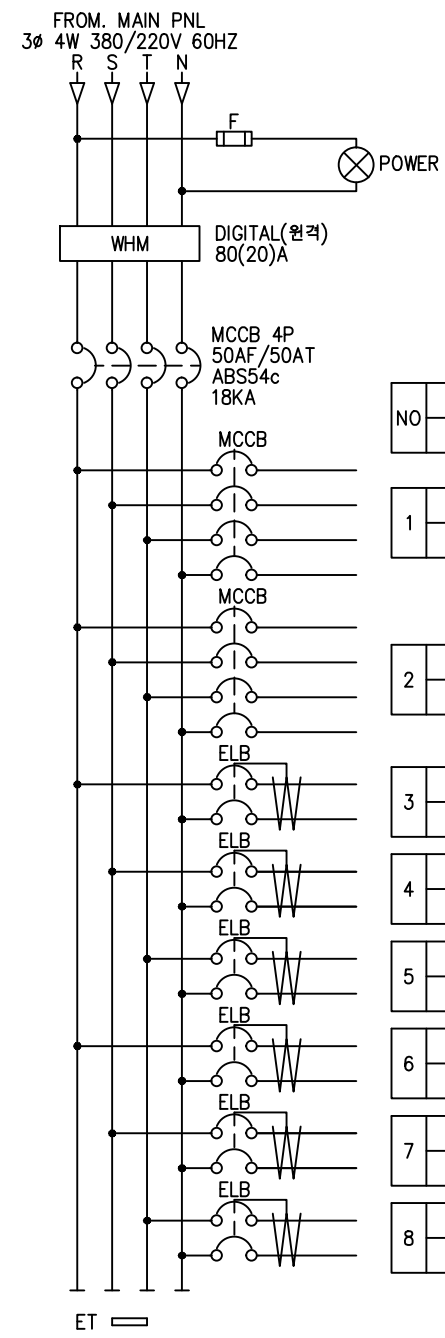 FROM. MAIN PNL
3ø 4W 380/220V 60HZ
R S T N
F
POWER
WHM
DIGITAL(원격)
80(20)A
MCCB 4P
50AF/50AT
ABS54c
18KA
NO
MCCB
1
MCCB
2
ELB
3
ELB
4
ELB
5
ELB
6
ELB
7
ELB
8
ET